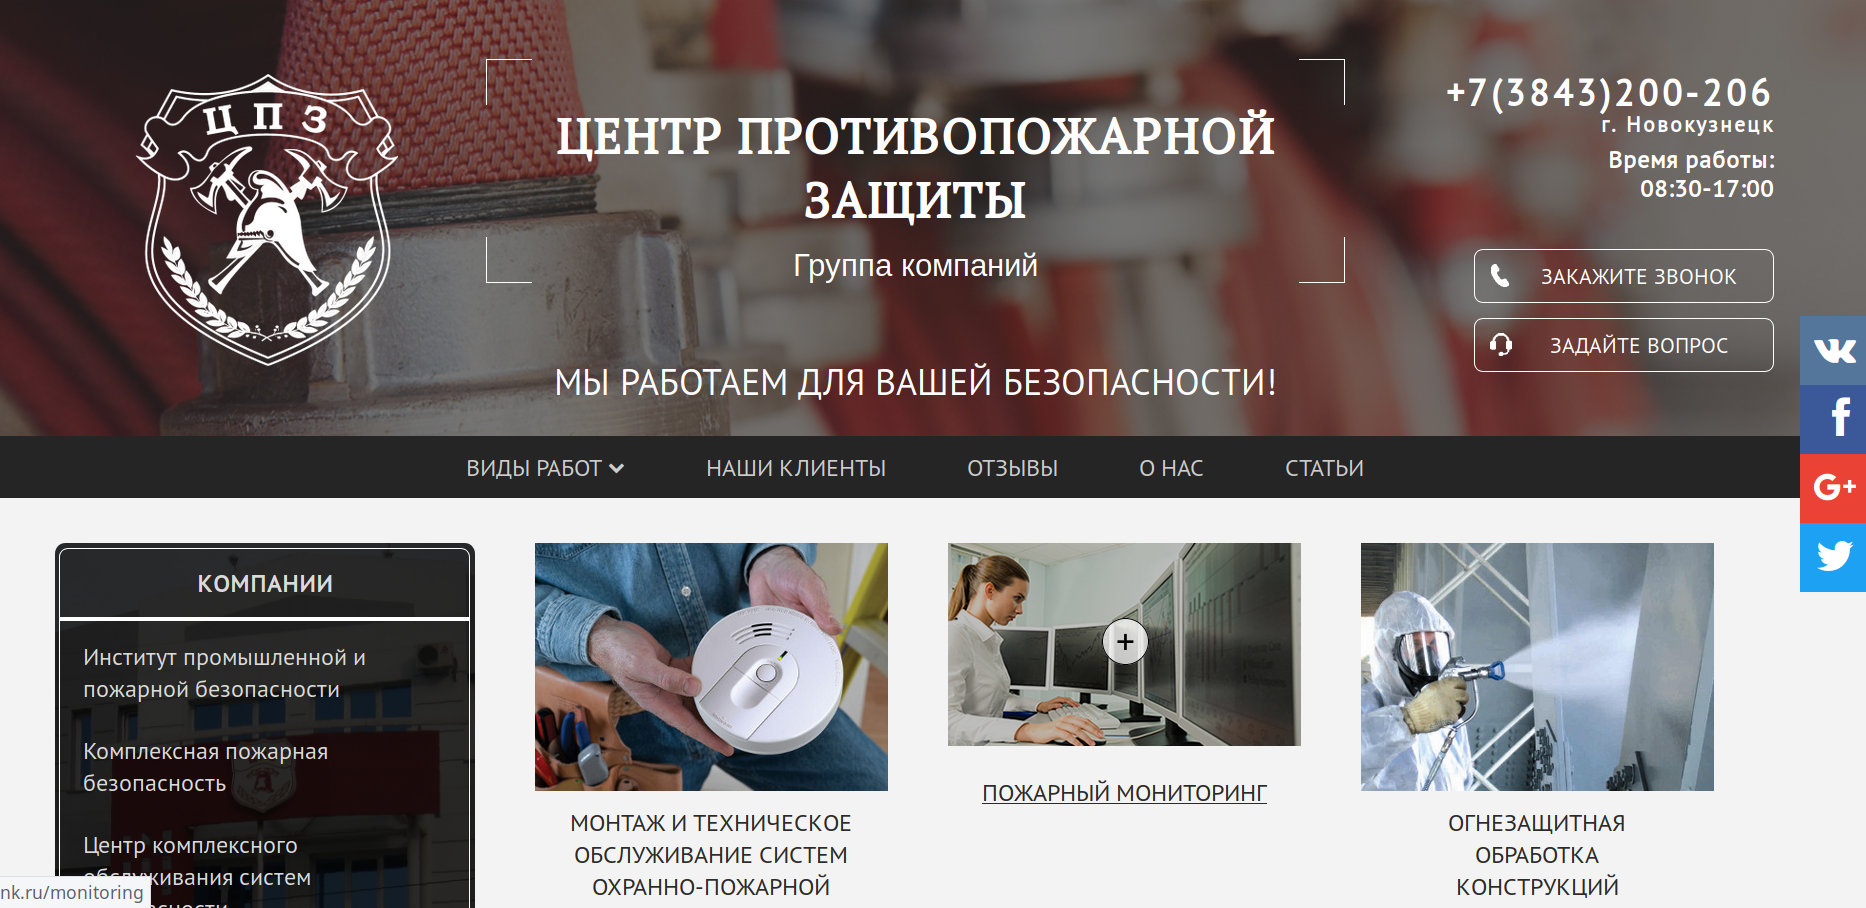 ЦПЗ
ЦЕНТР ПРОТИВОПОЖАРНОЙ
ЗАЩИТЫ
Группа компаний
МЫ РАБОТАЕМ ДЛЯ ВАШЕЙ БЕЗОПАСНОСТИ!
+7(3843)200-206
г. Новокузнецк
Время работы:
08:30-17:00
ЗАКАЖИТЕ ЗВОНОК
ЗАДАЙТЕ ВОПРОС
ВИДЫ РАБОТ
НАШИ КЛИЕНТЫ
ОТЗЫВЫ
О НАС
СТАТЬИ
КОМПАНИИ
Институт промышленной и
пожарной безопасности
Комплексная пожарная
безопасность
Центр комплексного
обслуживания систем
МОНТАЖ И ТЕХНИЧЕСКОЕ
ОБСЛУЖИВАНИЕ СИСТЕМ
ОХРАННО-ПОЖАРНОЙ
ПОЖАРНЫЙ МОНИТОРИНГ
ОГНЕЗАЩИТНАЯ
ОБРАБОТКА
КОНСТРУКЦИЙ
nk.ru/monitoring